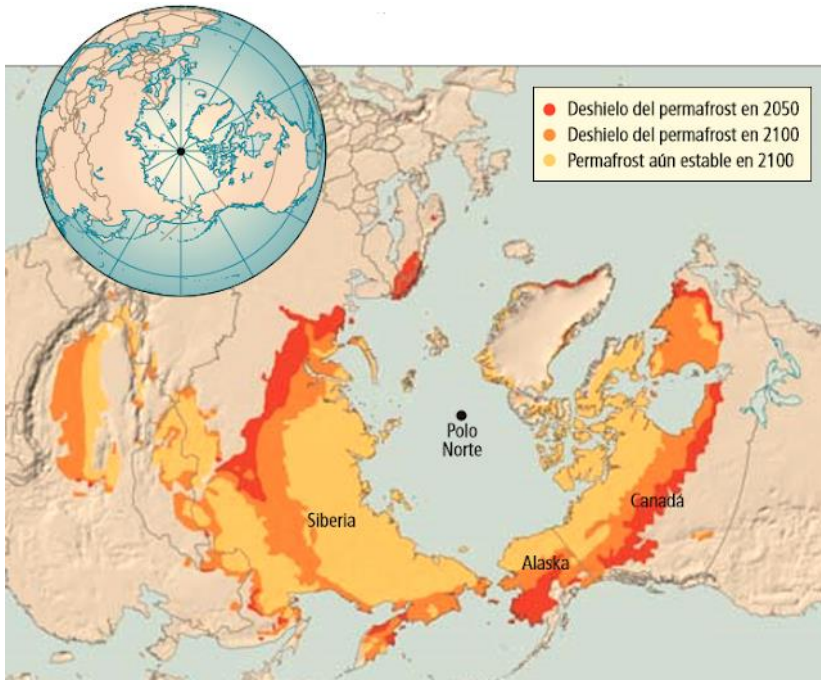 Deshielo del permafrost en 2050
Deshielo del permafrost en 2100
Permafrost aún estable en 2100
Polo
Norte
Siberia
Canadá
Alaska